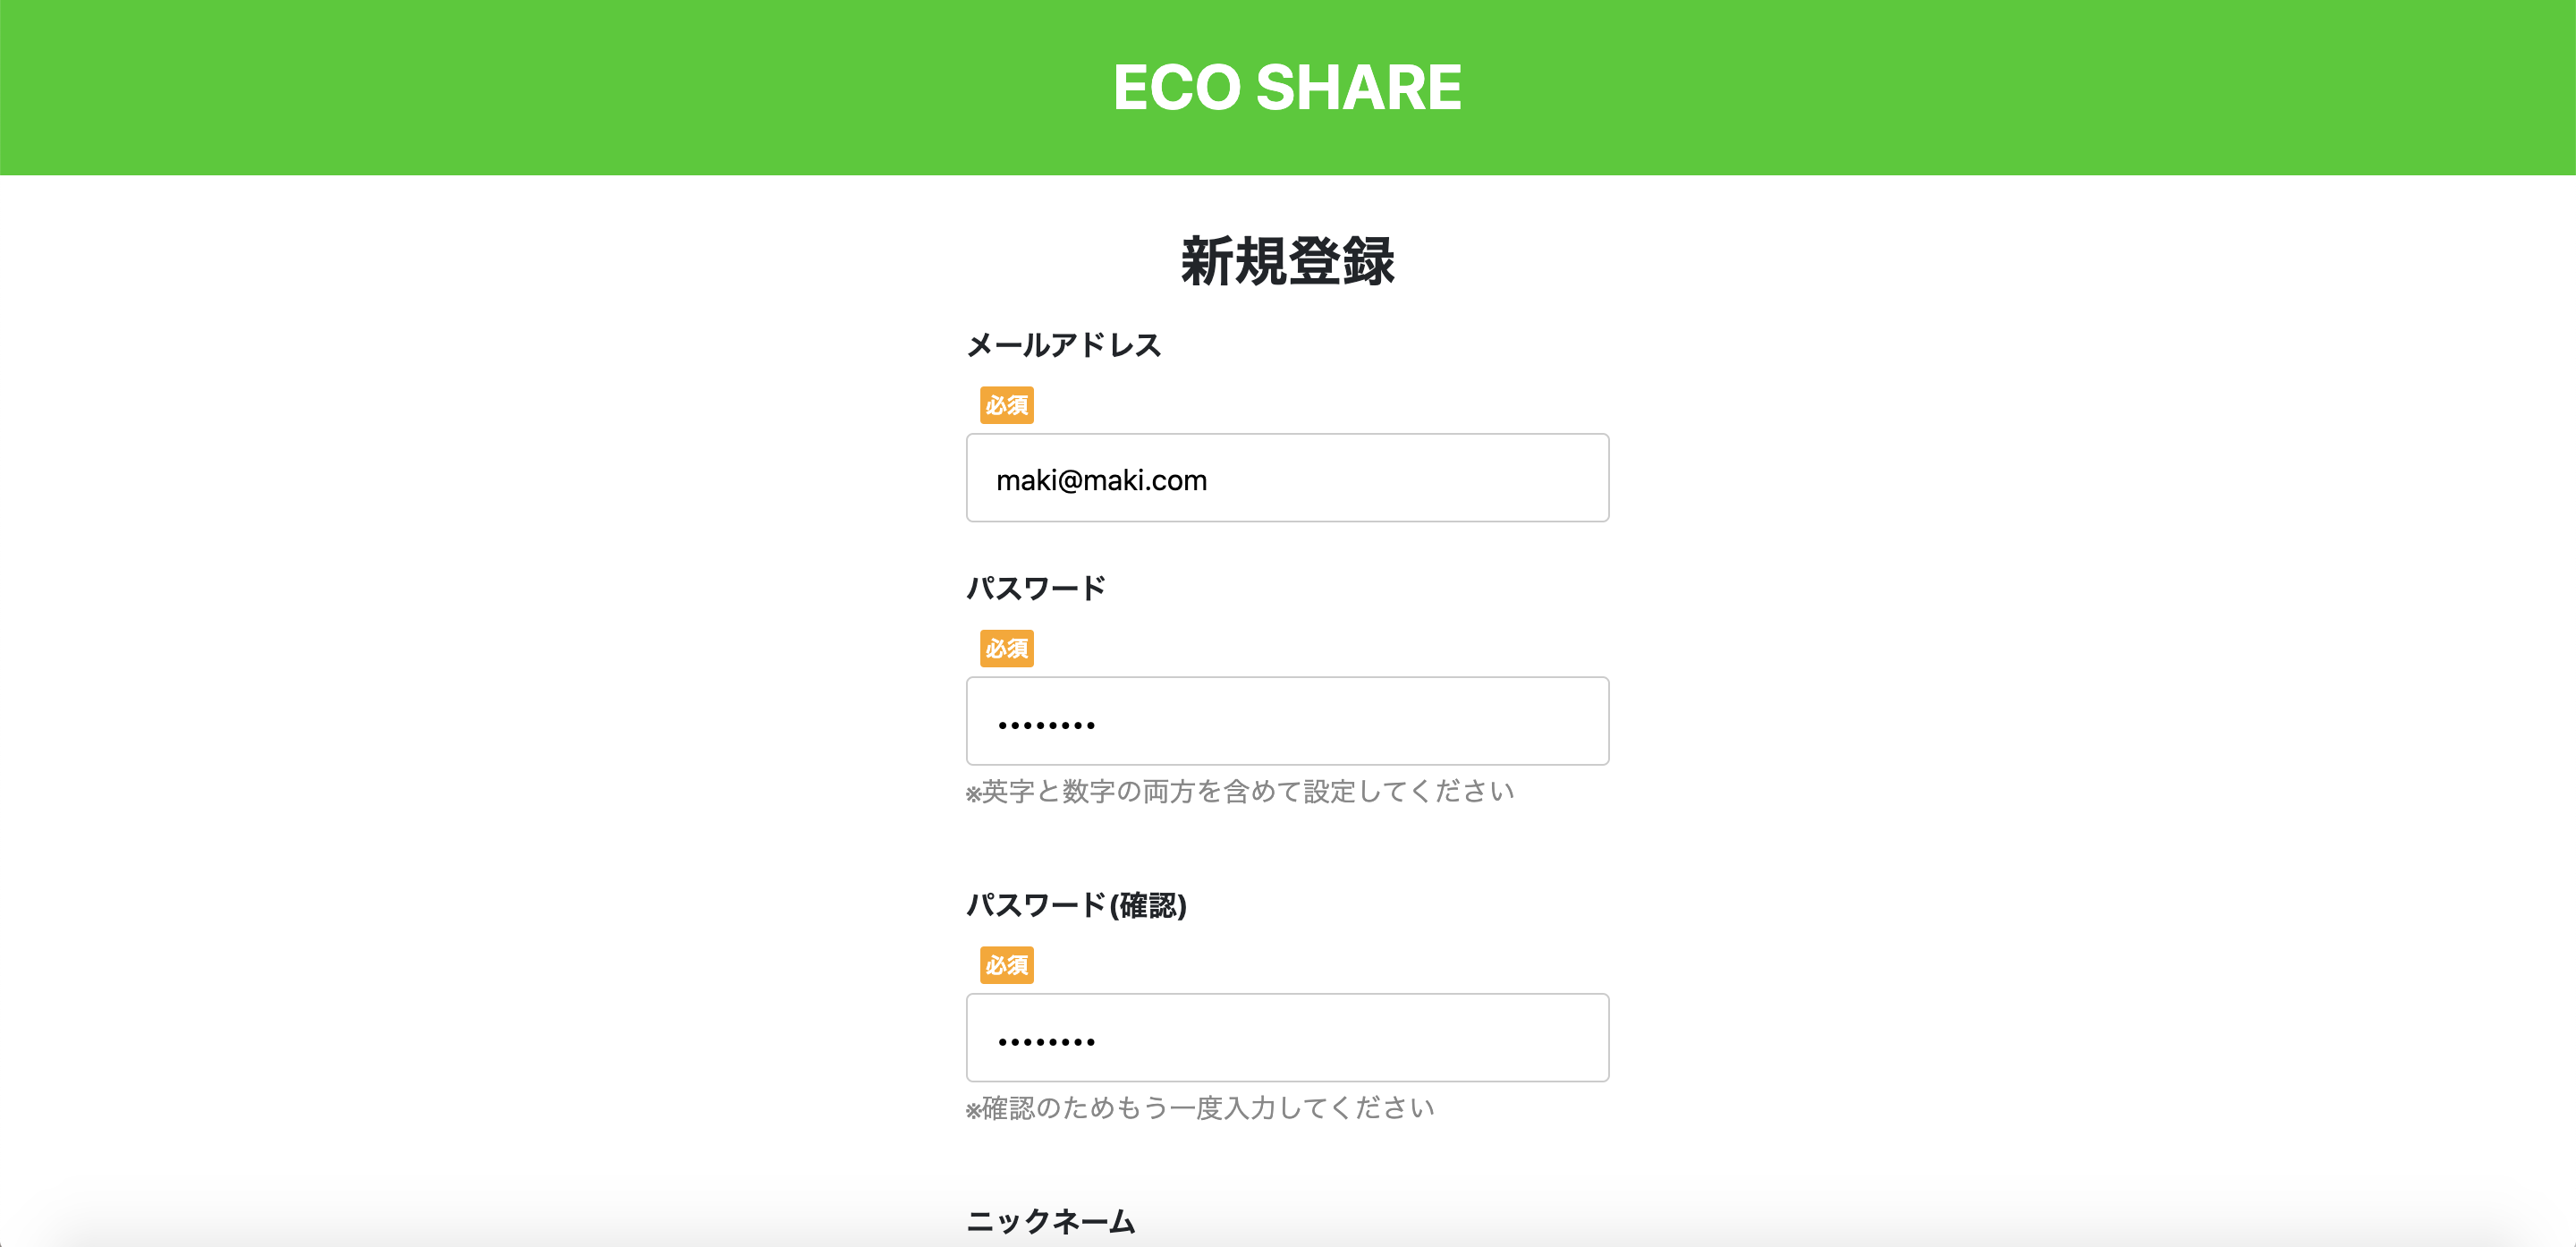 ECO SHARE
新規登録
メールアドレス
必須
maki@maki.com
パスワード
必須
••••••••
※英字と数字の両方を含めて設定してください
パスワード(確認)
必須
••••••••
※確認のためもう一度入力してください
ニックネーム